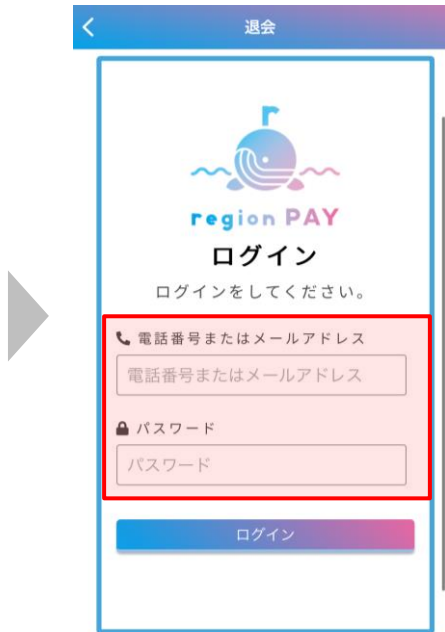 退会
region PAY
ログイン
ログインをしてください。
電話番号またはメールアドレス
電話番号またはメールアドレス
パスワード
パスワード
ログイン